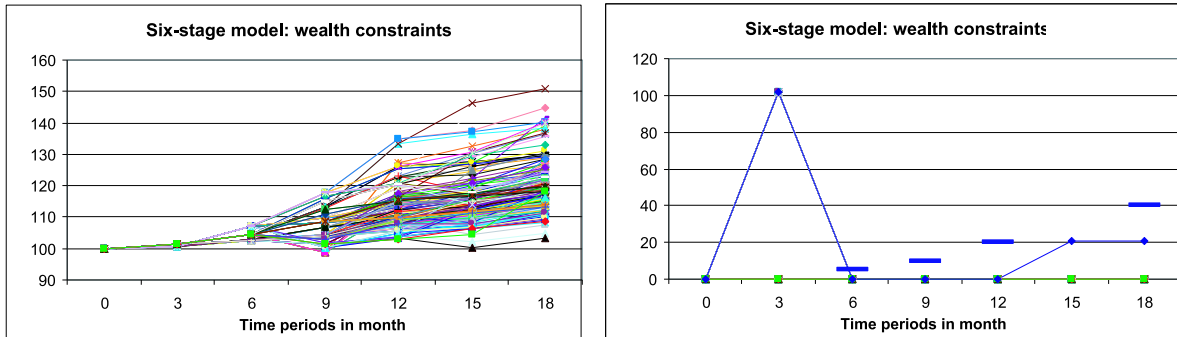 Six-stage model: wealth constraints
160
150
140
130
120
110
100
90
0 3 6 9 12 15 18
Time periods in month
Six-stage model: wealth constraints
120
100
80
60
40
20
0
0 3 6 9 12 15 18
Time periods in month